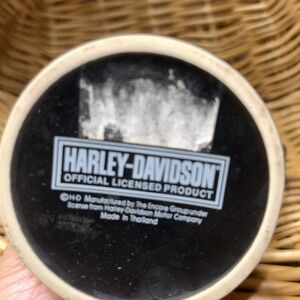 HARLEY-DAVIDSON
OFFICIAL LICENSED PRODUCT
©H-D Manufactured by The Encore Group under
license from Harley-Davidson Motor Company
Made in Thailand